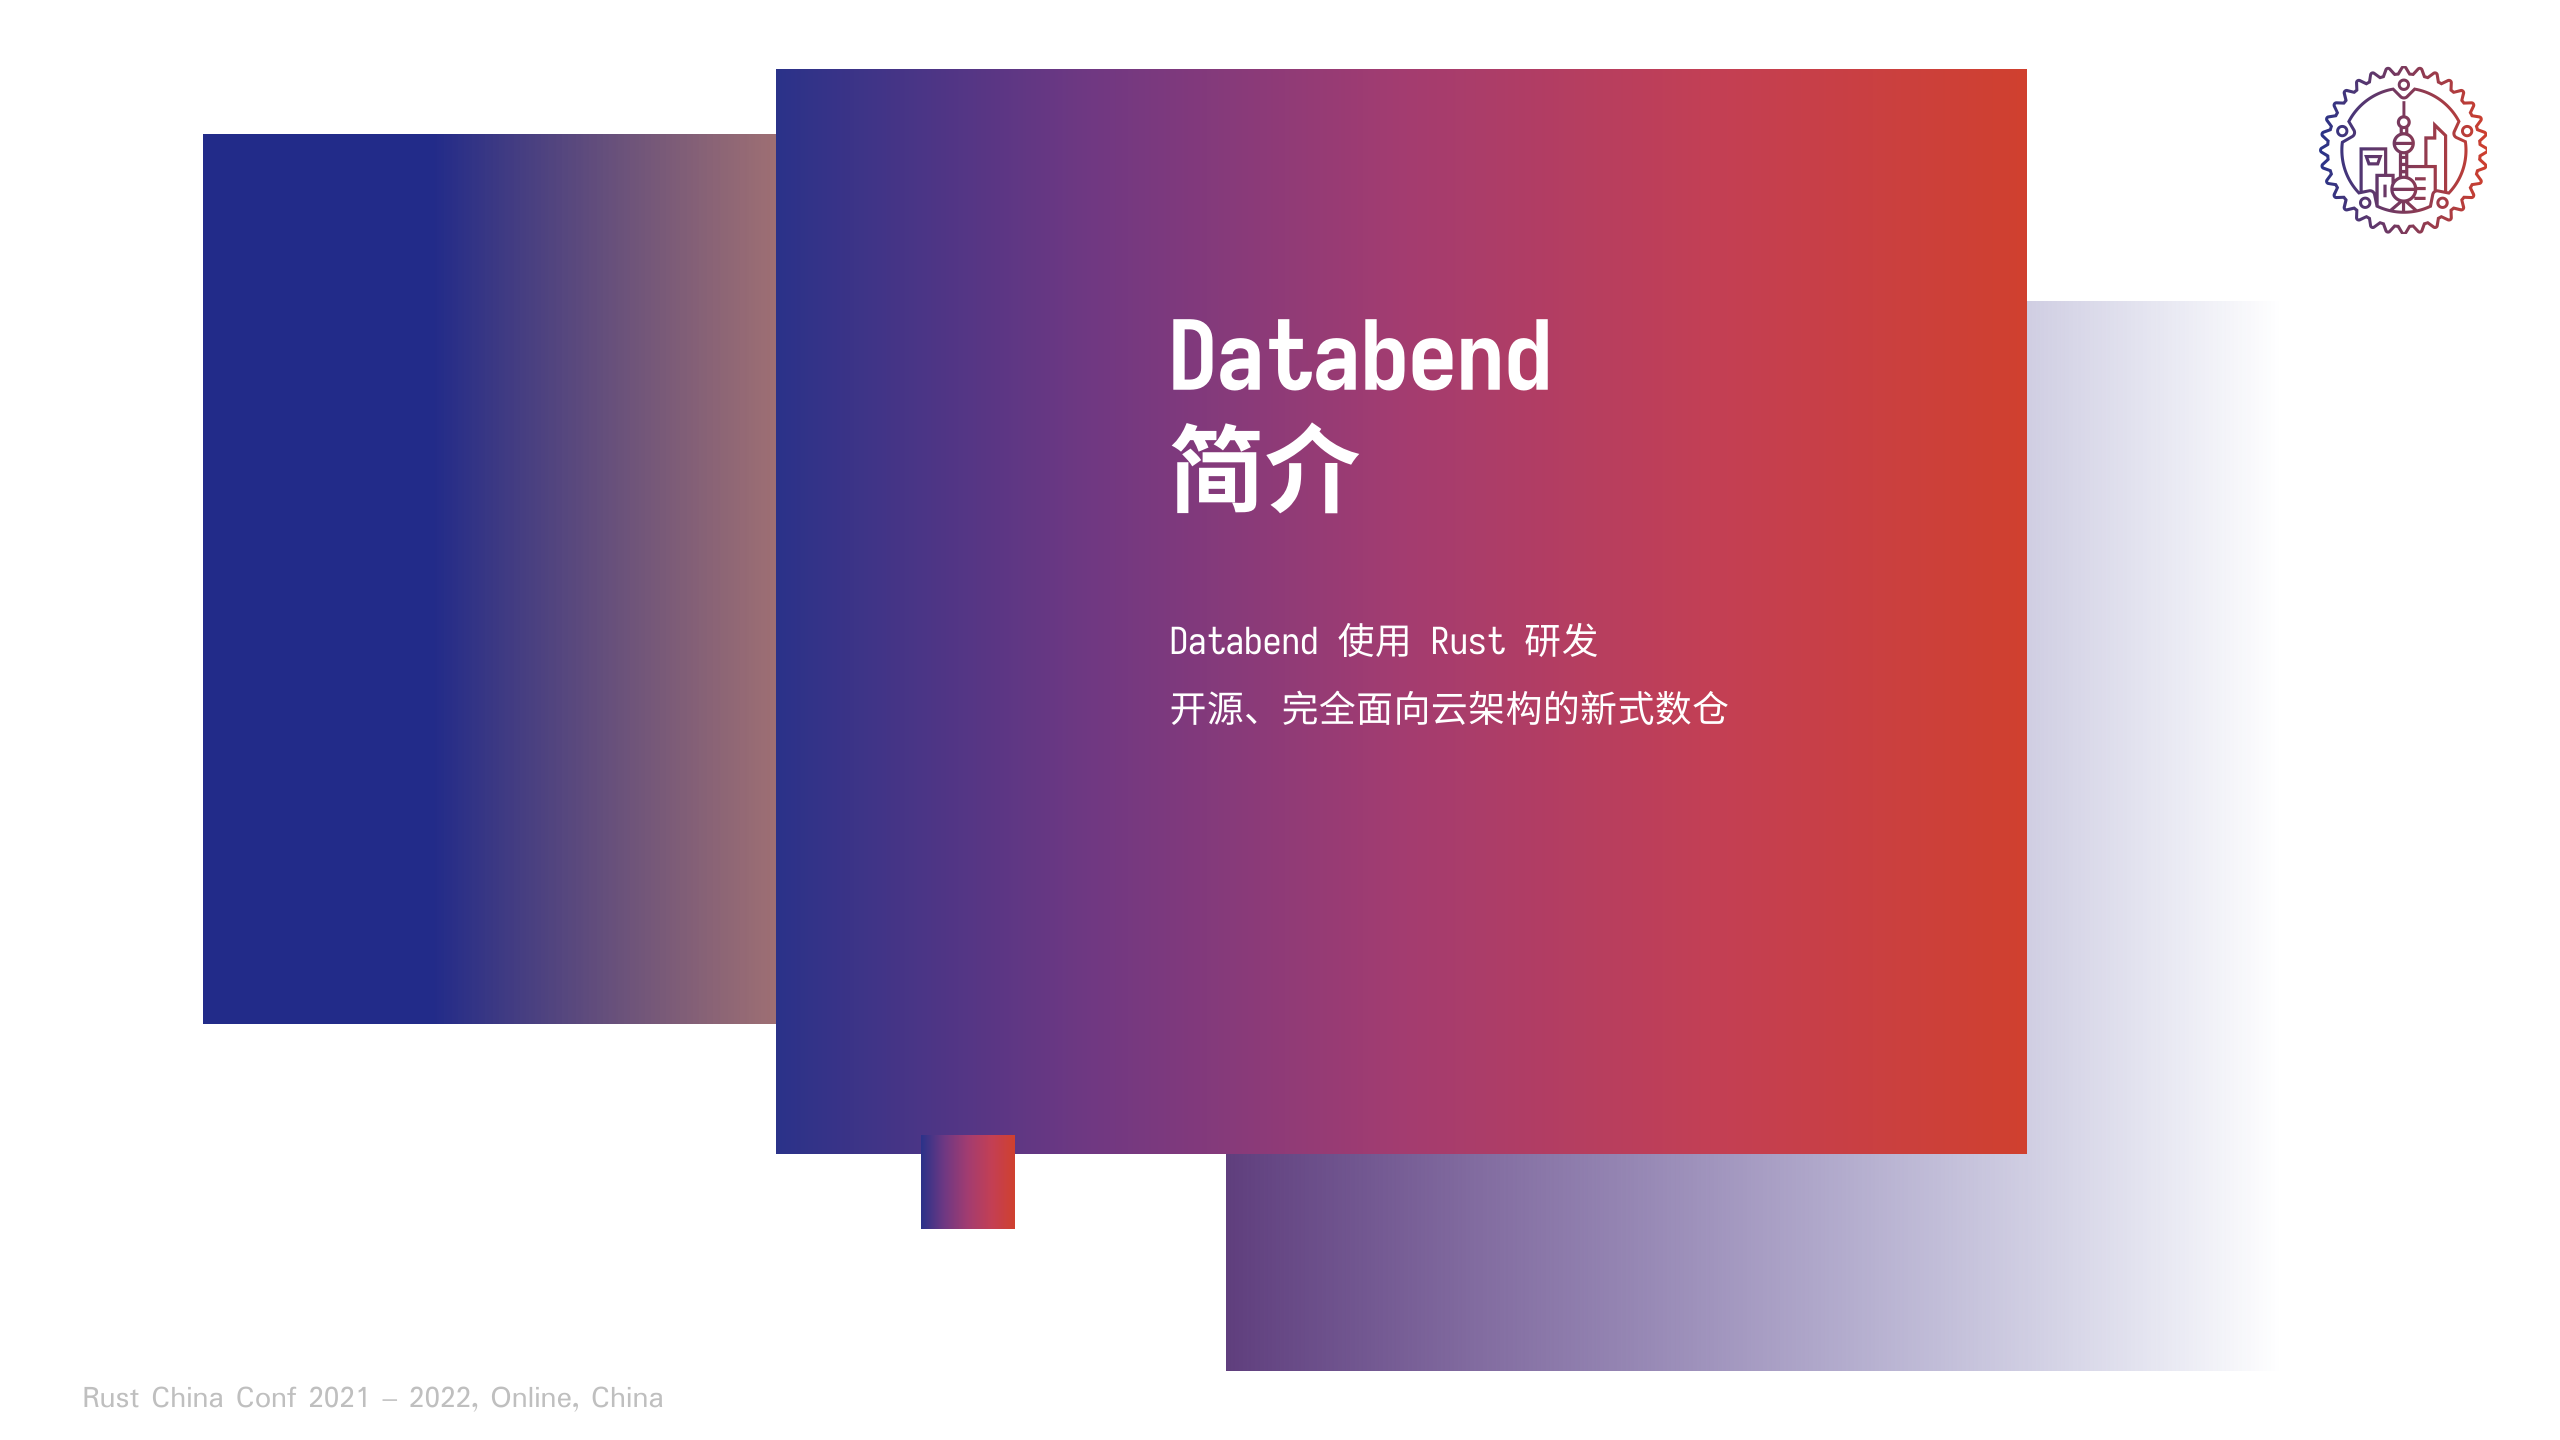 Databend
简介
Databend 使用 Rust 研发
开源、完全面向云架构的新式数仓
Rust China Conf 2021 – 2022, Online, China